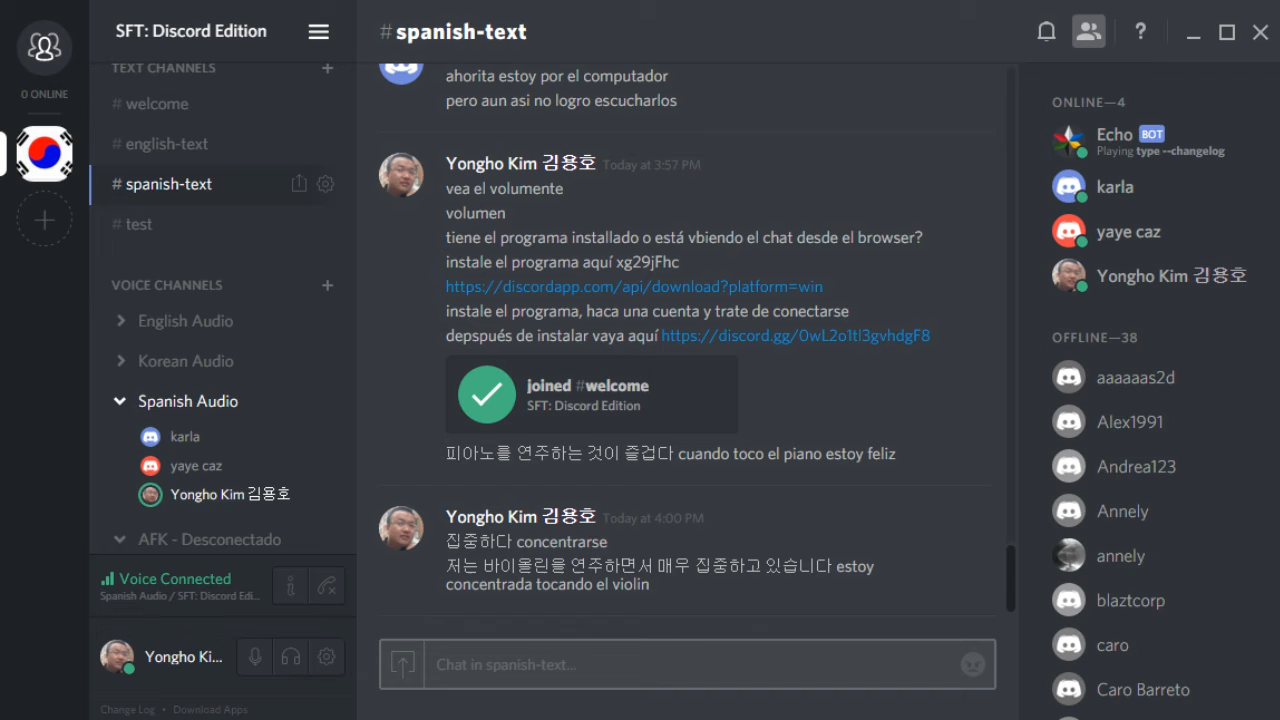 0 ONLINE
SFT: Discord Edition
TEXT CHANNELS
# welcome
# english-text
# spanish-text
# test
VOICE CHANNELS
English Audio
Korean Audio
Spanish Audio
karla
yaye caz
Yongho Kim 김용호
AFK - Desconectado
Voice Connected
Spanish Audio / SFT: Discord Edi...
Yongho Ki...
Change Log • Download Apps
# spanish-text
ahorita estoy por el computador
pero aun asi no logro escucharlos
Yongho Kim 김용호 Today at 3:57 PM
vea el volumente
volumen
tiene el programa installado o está vbiendo el chat desde el browser?
instale el programa aquí xg29jFhc
https://discordapp.com/api/download?platform=win
instale el programa, haca una cuenta y trate de conectarse
depspués de instalar vaya aquí https://discord.gg/0wL2o1tl3gvhdgF8
joined #welcome
SFT: Discord Edition
피아노를 연주하는 것이 즐겁다 cuando toco el piano estoy feliz
Yongho Kim 김용호 Today at 4:00 PM
집중하다 concentrarse
저는 바이올린을 연주하면서 매우 집중하고 있습니다 estoy
concentrada tocando el violin
Chat in spanish-text...
?
ONLINE—4
Echo BOT
Playing type --changelog
karla
yaye caz
Yongho Kim 김용호
OFFLINE—38
aaaaaas2d
Alex1991
Andrea123
Annely
annely
blaztcorp
caro
Caro Barreto